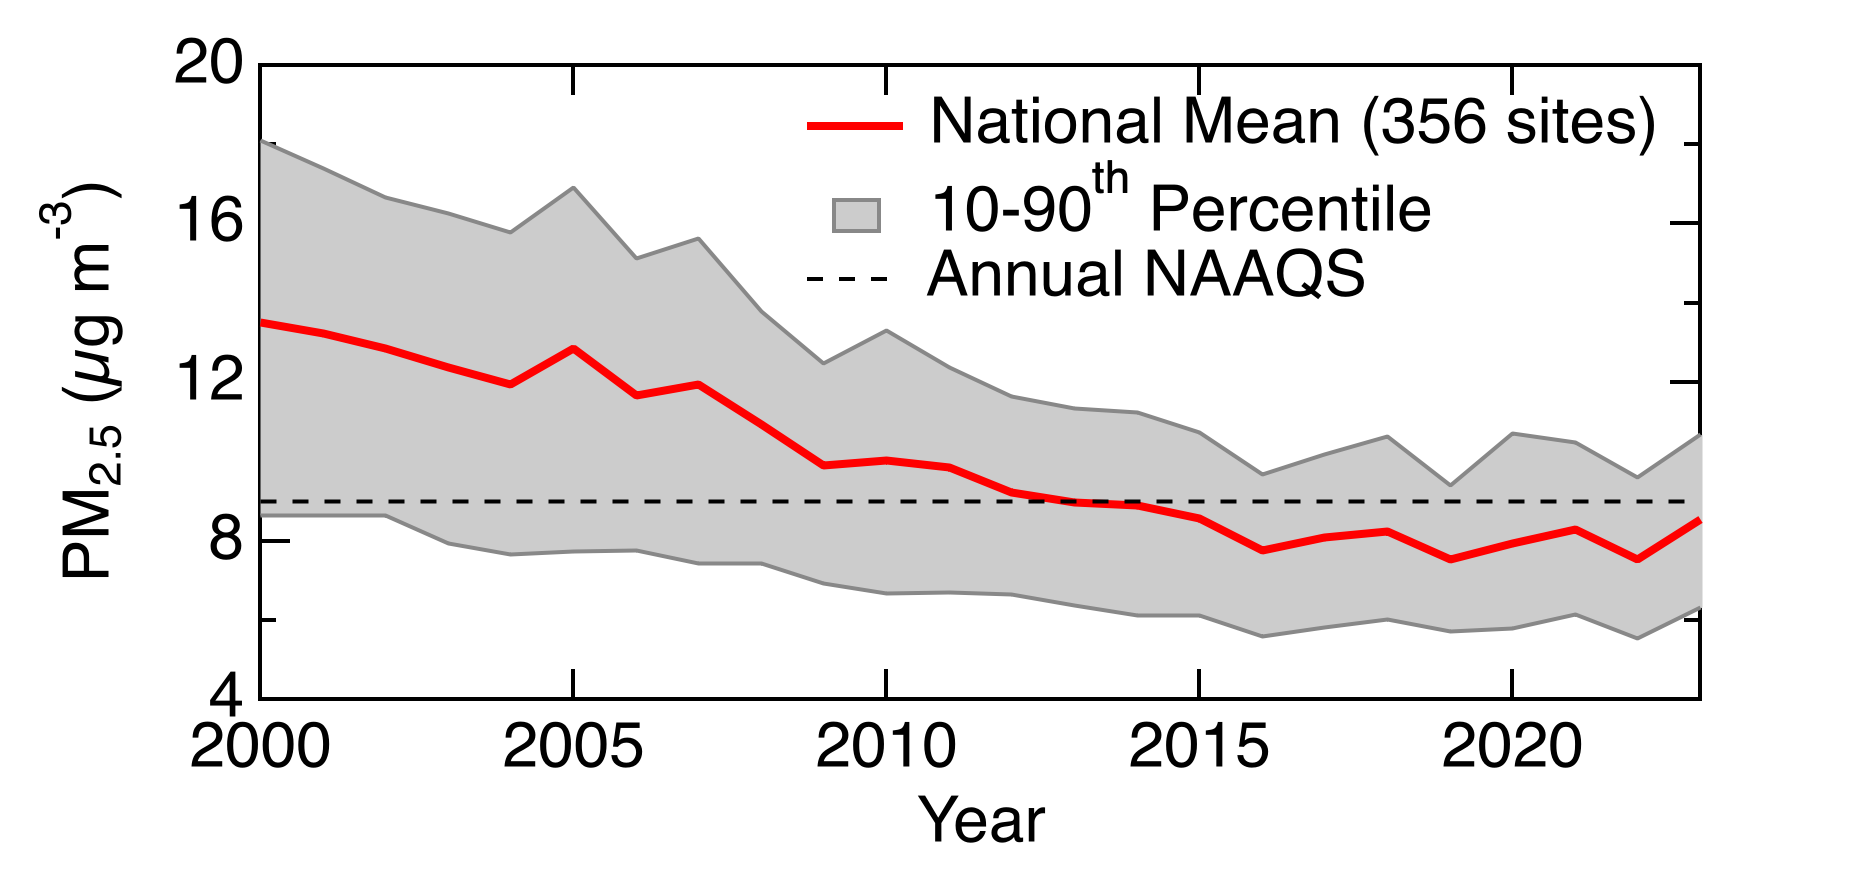 20
16
12
8
4
PM2.5 (µg m-3)
National Mean (356 sites)
10-90th Percentile
Annual NAAQS
2000 2005 2010 2015 2020
Year